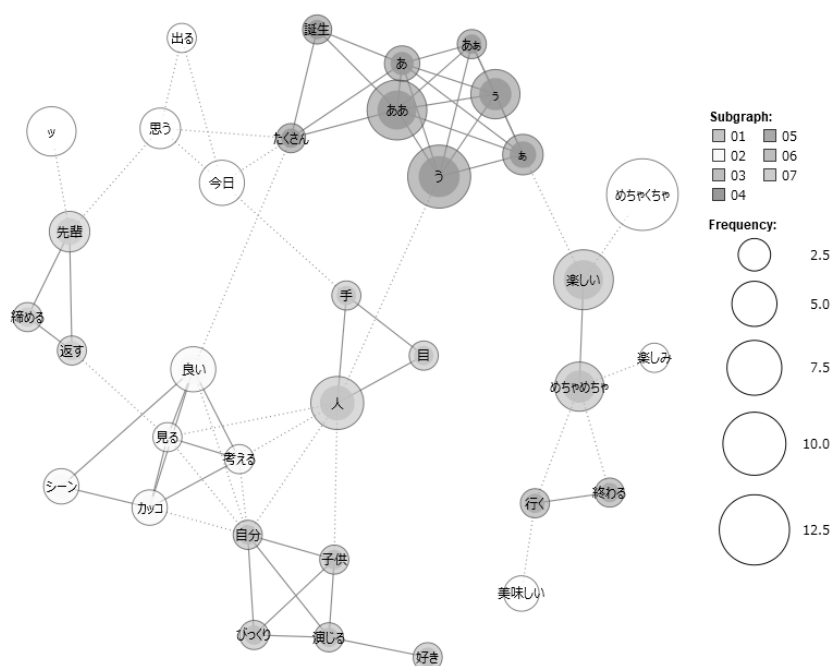 出る
誕生
あぁ
あ
ああ
ぅ
ッ
思う
たくさん
ぁ
う
今日
めちゃくちゃ
先輩
楽しい
手
締める
返す
目
楽しみ
良い
めちゃめちゃ
人
見る
考える
シーン
カッコ
行く
終わる
自分
子供
美味しい
びっくり
演じる
好き
Subgraph:
01 05
02 06
03 07
04
Frequency:
2.5
5.0
7.5
10.0
12.5